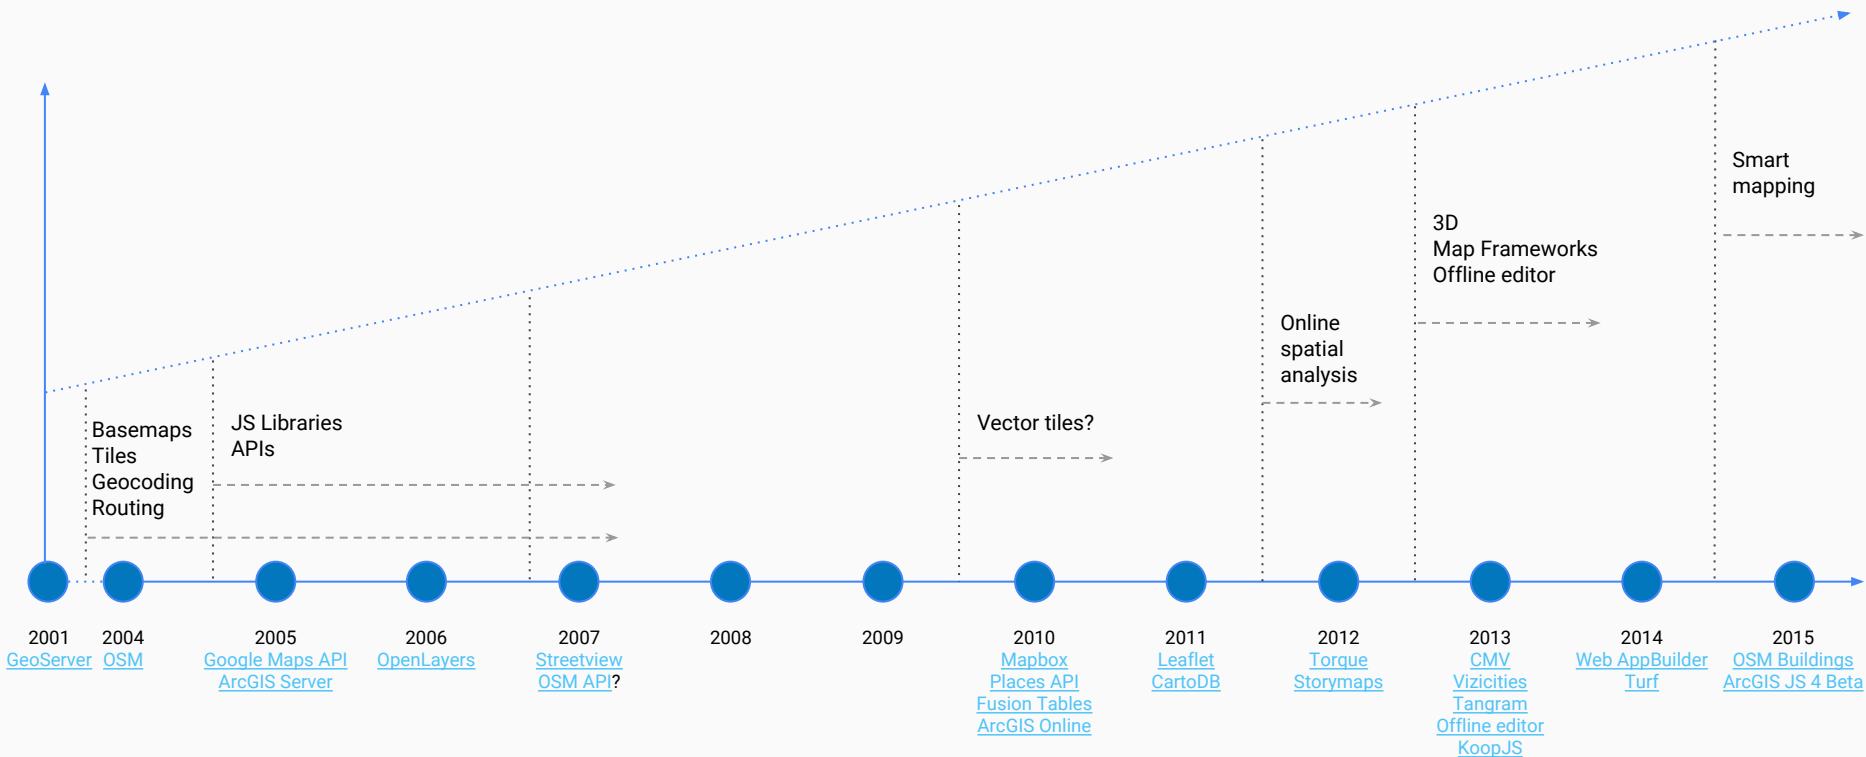 Smart
mapping
3D
Map Frameworks
Offline editor
Online
spatial
analysis
Vector tiles?
JS Libraries
APIs
Basemaps
Tiles
Geocoding
Routing
2001
GeoServer
2004
OSM
2005
Google Maps API
ArcGIS Server
2006
OpenLayers
2007
Streetview
OSM API?
2008
2009
2010
Mapbox
Places API
Fusion Tables
ArcGIS Online
2011
Leaflet
CartoDB
2012
Torque
Storymaps
2013
CMV
Vizicities
Tangram
Offline editor
KoopJS
2014
Web AppBuilder
Turf
2015
OSM Buildings
ArcGIS JS 4 Beta